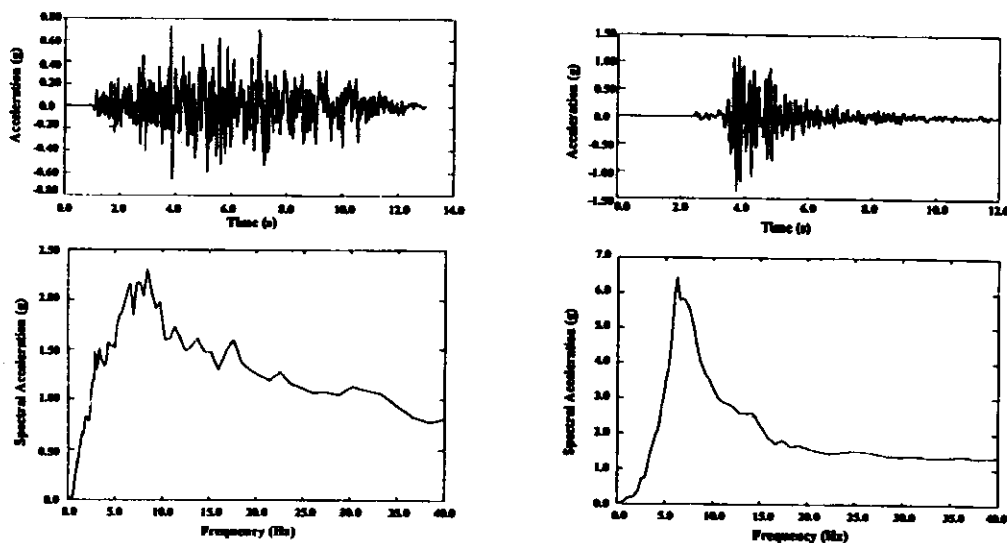 0.80
0.60
0.40
0.20
0.0
-0.20
-0.40
-0.60
-0.80
Acceleration (g)
0.0 2.0 4.0 6.0 8.0 10.0 12.0 14.0
Time (s)
1.50
1.00
0.50
0.0
-0.50
-1.00
-1.50
Acceleration (g)
0.0 2.0 4.0 6.0 8.0 10.0 12.0
Time (s)
2.50
2.00
1.50
1.00
0.50
0.0
Spectral Acceleration (g)
0.0 5.0 10.0 15.0 20.0 25.0 30.0 35.0 40.0
Frequency (Hz)
7.0
6.0
5.0
4.0
3.0
2.0
1.0
0.0
Spectral Acceleration (g)
0.0 5.0 10.0 15.0 20.0 25.0 30.0 35.0 40.0
Frequency (Hz)